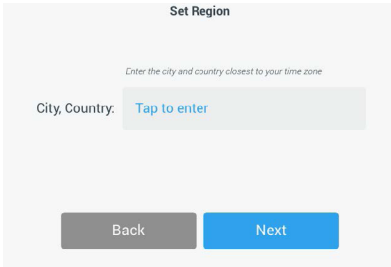 Set Region
Enter the city and country closest to your time zone
City, Country: Tap to enter
Back Next